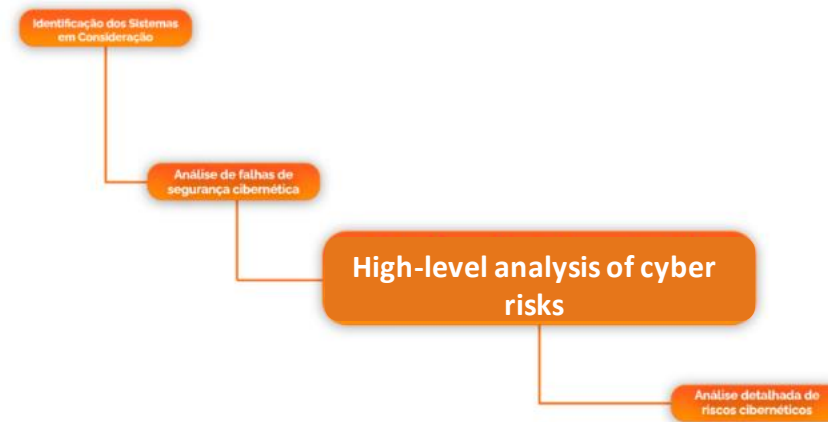 Identificação dos Sistemas
em Consideração
Análise de falhas de
segurança cibernética
High-level analysis of cyber
risks
Análise detalhada de
riscos cibernéticos